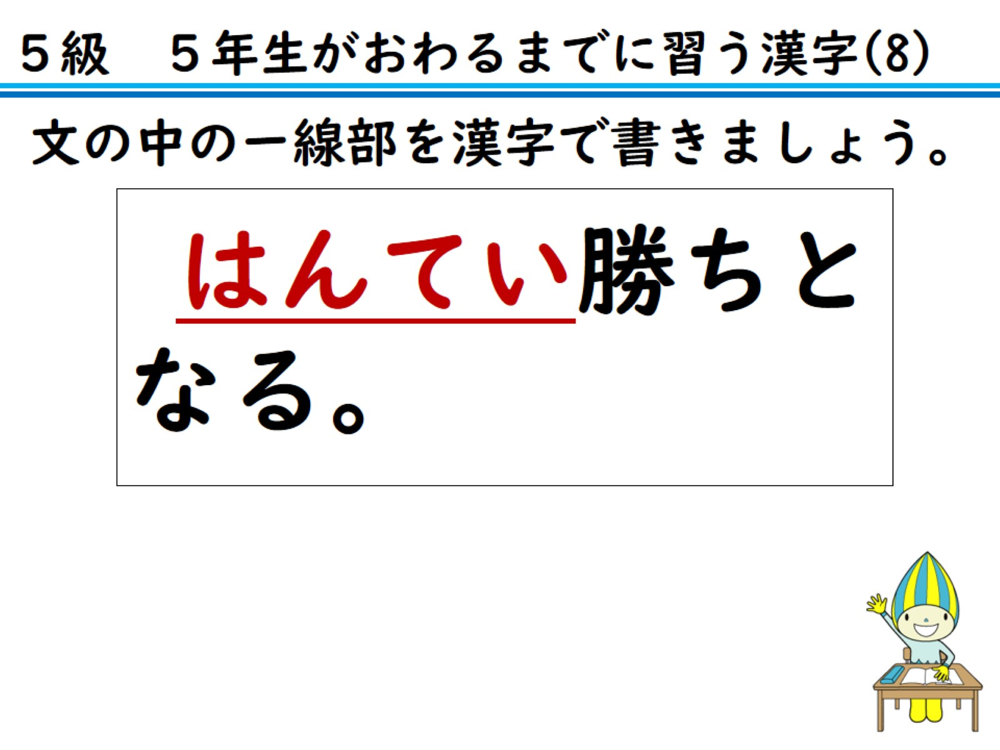 ５級　５年生がおわるまでに習う漢字(8)
文の中の―線部を漢字で書きましょう。
はんてい勝ちと
なる。